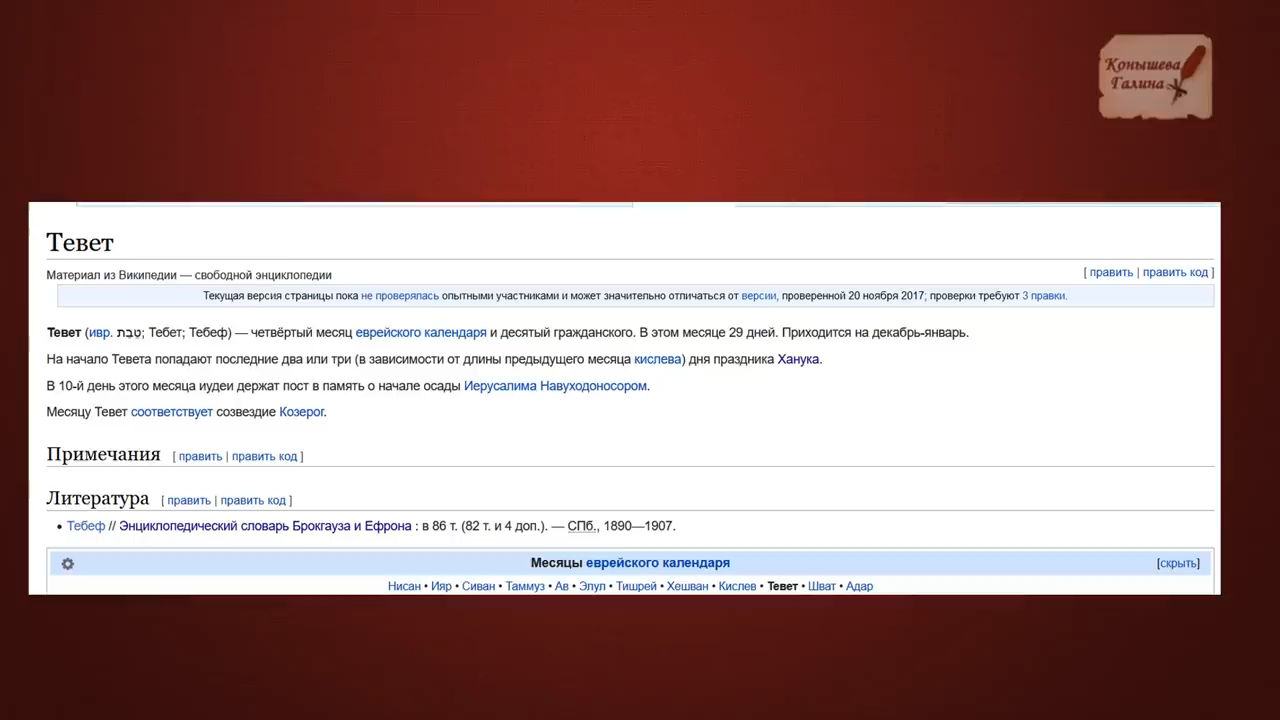 Конышева
Галина
Тевет
Материал из Википедии — свободной энциклопедии
[ править | править код ]
Текущая версия страницы пока не проверялась опытными участниками и может значительно отличаться от версии, проверенной 20 ноября 2017; проверки требуют 3 правки.
Тевет (ивр. טֵבֵת; Тебет; Тебеф) — четвёртый месяц еврейского календаря и десятый гражданского. В этом месяце 29 дней. Приходится на декабрь-январь.
На начало Тевета попадают последние два или три (в зависимости от длины предыдущего месяца кислева) дня праздника Ханука.
В 10-й день этого месяца иудеи держат пост в память о начале осады Иерусалима Навуходоносором.
Месяцу Тевет соответствует созвездие Козерог.
Примечания [ править | править код ]
Литература [ править | править код ]
• Тебеф // Энциклопедический словарь Брокгауза и Ефрона : в 86 т. (82 т. и 4 доп.). — СПб., 1890—1907.
Месяцы еврейского календаря [скрыть]
Нисан • Ияр • Сиван • Таммуз • Ав • Элул • Тишрей • Хешван • Кислев • Тевет • Шват • Адар